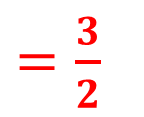 = 3/2